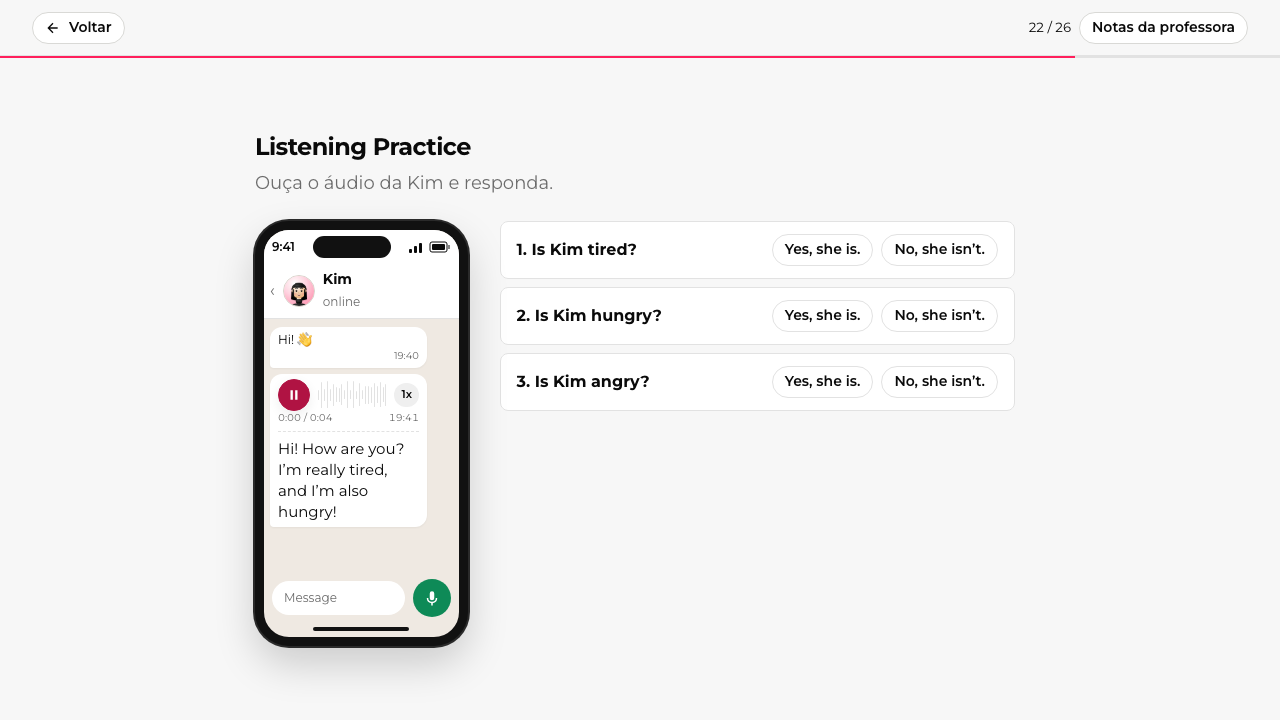 Voltar
22 / 26
Notas da professora
Listening Practice
Ouça o áudio da Kim e responda.
9:41
Kim
online
Hi! 👋
19:40
1x
0:00 / 0:04
19:41
Hi! How are you?
I’m really tired,
and I’m also
hungry!
Message
1. Is Kim tired?
Yes, she is.
No, she isn’t.
2. Is Kim hungry?
Yes, she is.
No, she isn’t.
3. Is Kim angry?
Yes, she is.
No, she isn’t.